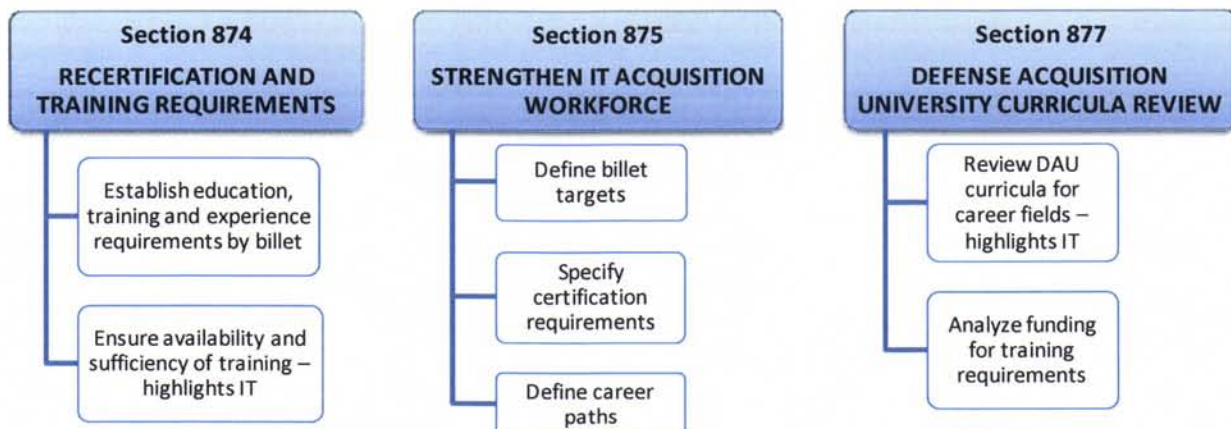 Section 874
RECERTIFICATION AND
TRAINING REQUIREMENTS
Establish education,
training and experience
requirements by billet
Ensure availability and
sufficiency of training –
highlights IT
Section 875
STRENGTHEN IT ACQUISITION
WORKFORCE
Define billet
targets
Specify
certification
requirements
Define career
paths
Section 877
DEFENSE ACQUISITION
UNIVERSITY CURRICULA REVIEW
Review DAU
curricula for
career fields –
highlights IT
Analyze funding
for training
requirements